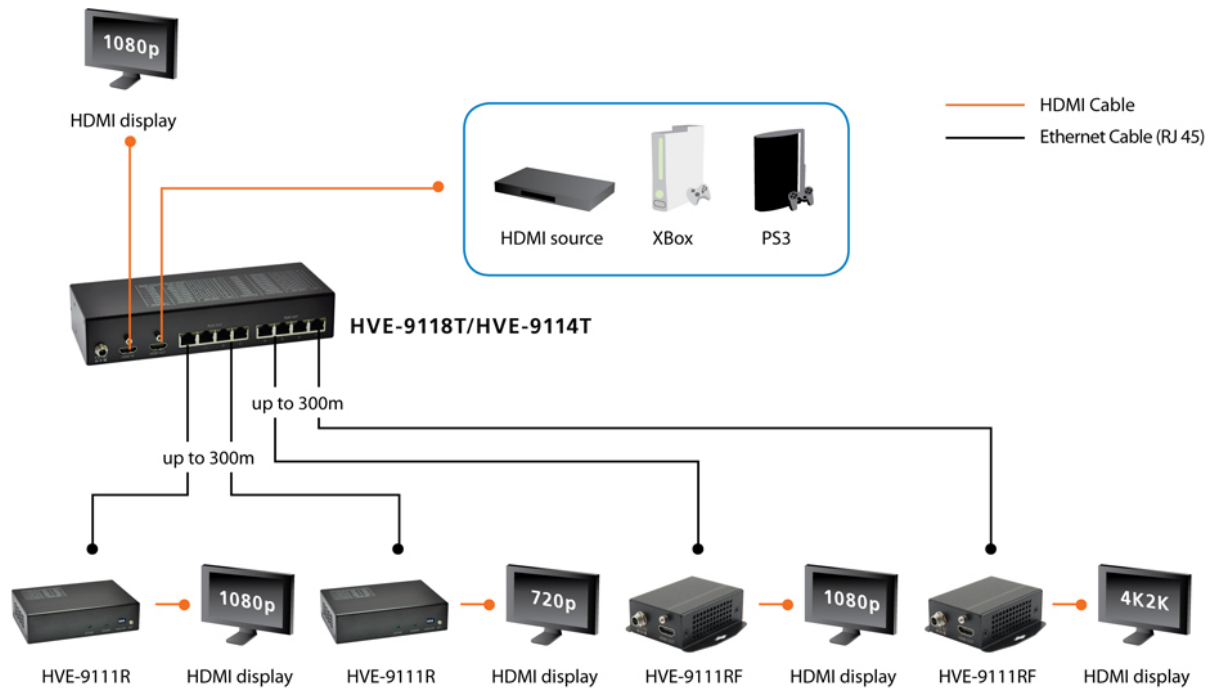 1080p
HDMI display
HDMI Cable
Ethernet Cable (RJ 45)
HDMI source
XBox
PS3
HVE-9118T/HVE-9114T
up to 300m
up to 300m
1080p
720p
1080p
4K2K
HVE-9111R
HDMI display
HVE-9111R
HDMI display
HVE-9111RF
HDMI display
HVE-9111RF
HDMI display